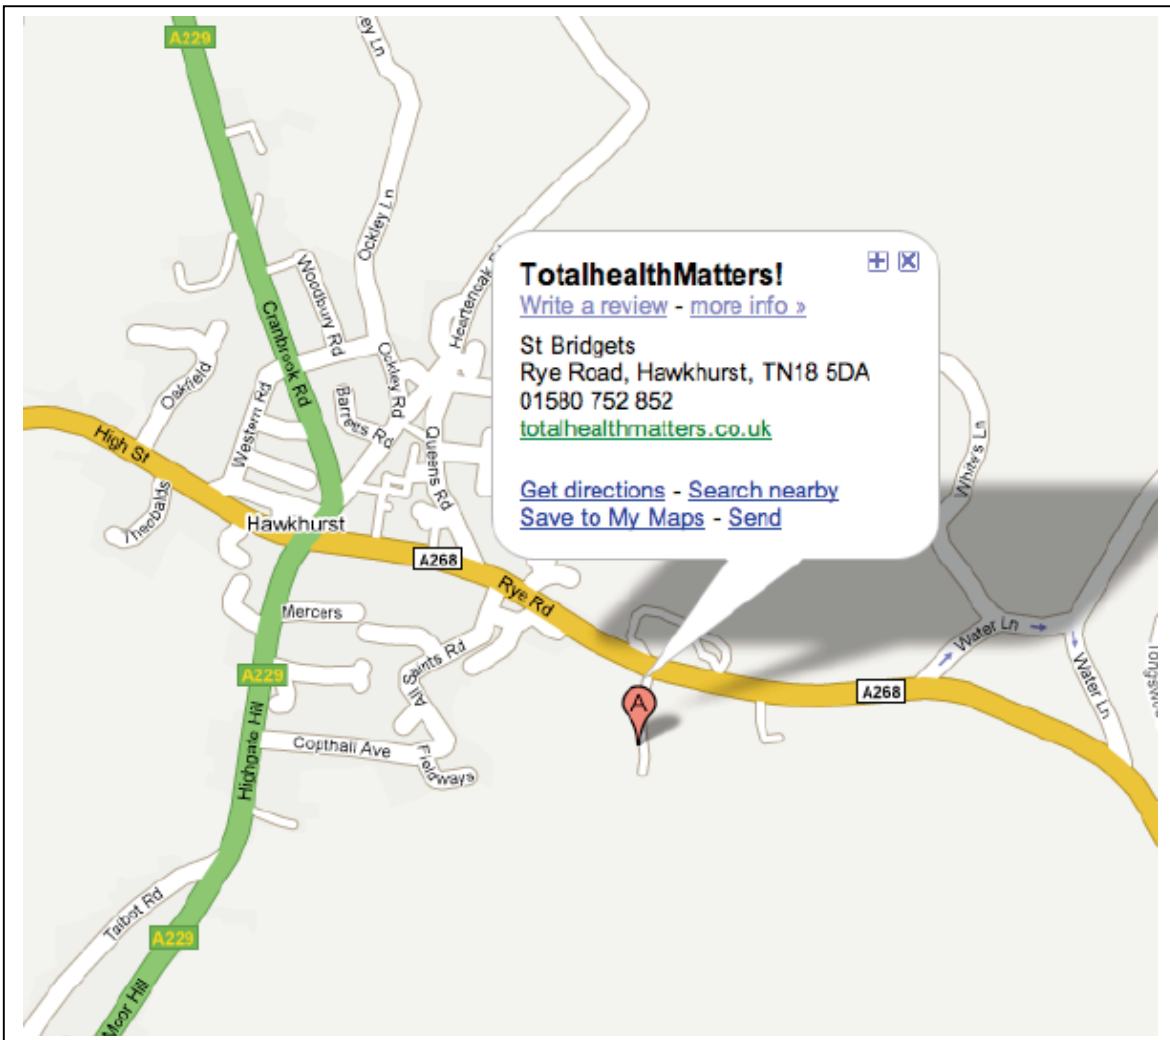 A229
ey Ln
Ockley Ln
Woodbury Rd
Heartenoak R
Cranbrook Rd
Oakfield
Ockley Rd
Western Rd
Barretts Rd
High St
Queens Rd
Theobalds
Hawkhurst
A268
Rye Rd
TotalhealthMatters!
Write a review - more info »
St Bridgets
Rye Road, Hawkhurst, TN18 5DA
01580 752 852
totalhealthmatters.co.uk
Get directions - Search nearby
Save to My Maps - Send
White's Ln
Mercers
Water Ln
Water Ln
Tongswo
All Saints Rd
A229
A268
A
Highgate Hill
Copthall Ave
Fieldways
Talbot Rd
A229
Moor Hill